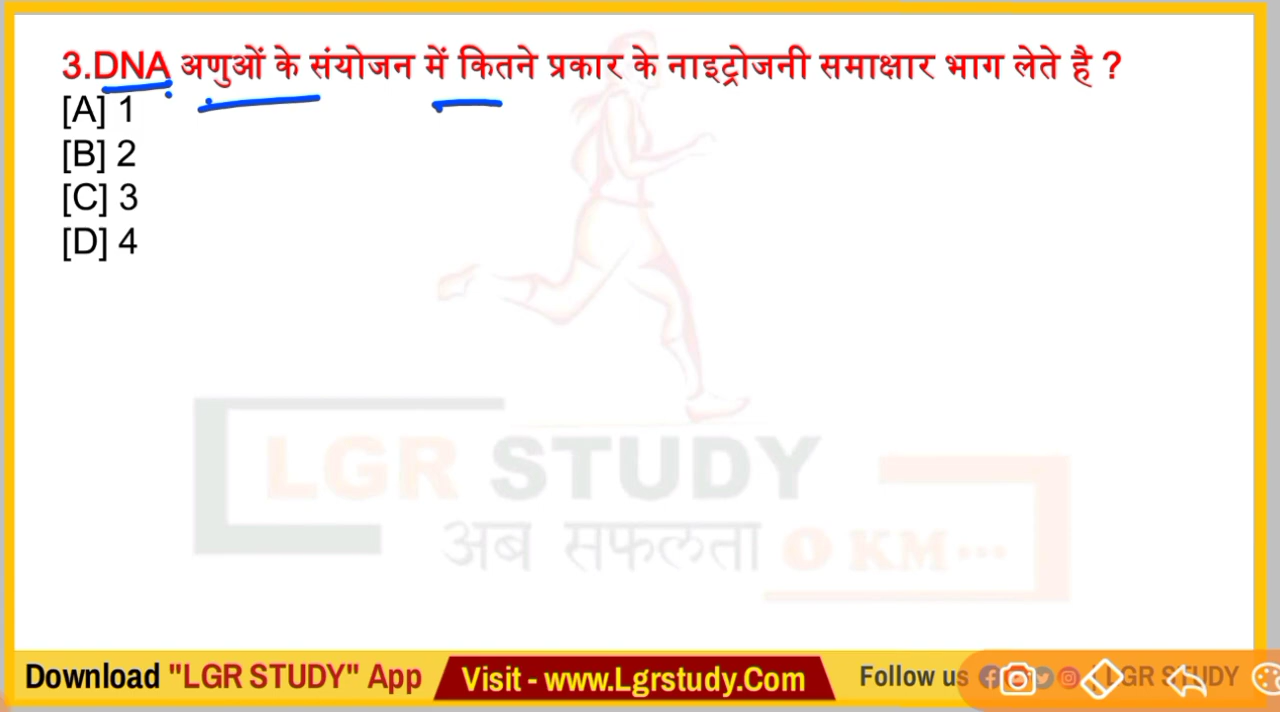 3.DNA अणुओं के संयोजन में कितने प्रकार के नाइट्रोजनी समाक्षार भाग लेते है ?
[A] 1
[B] 2
[C] 3
[D] 4
LGR STUDY
अब सफलता 0 KM...
Download "LGR STUDY" App Visit - www.Lgrstudy.Com Follow us LGR STUDY